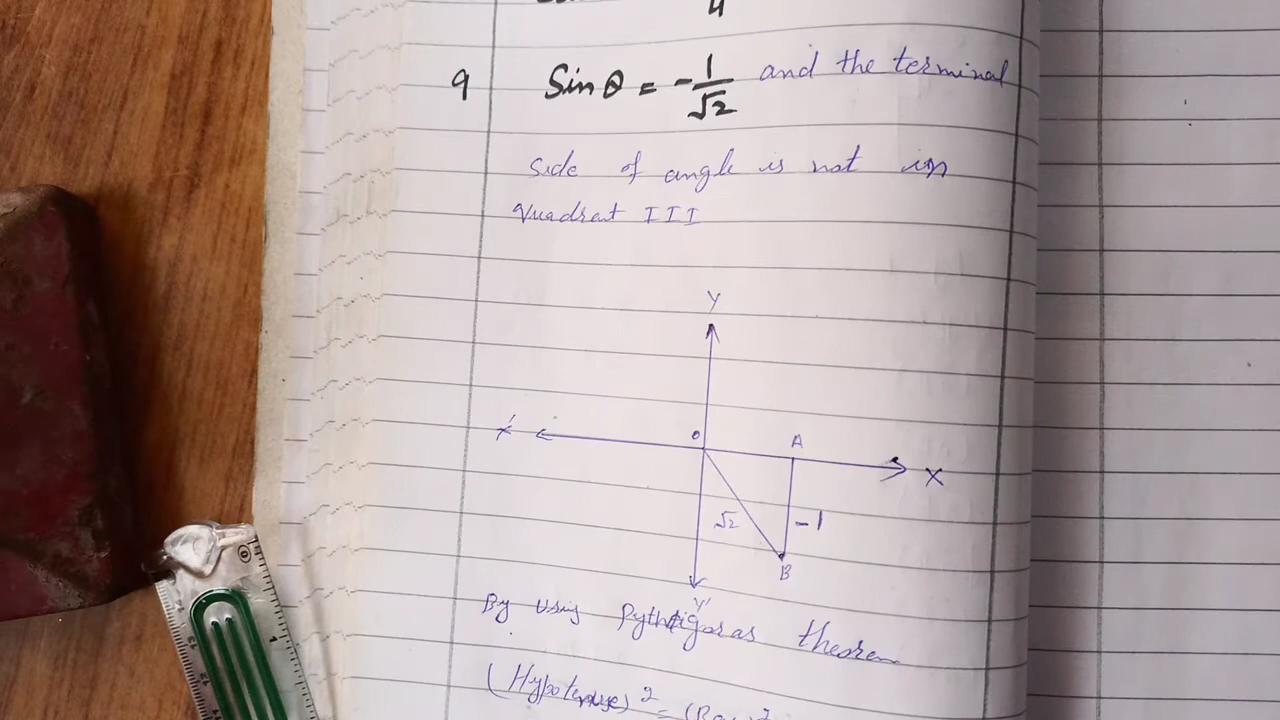 4
9 Sinθ = -1/√2 and the terminal
side of angle is not in
quadrant III
Y
X' O A X
√2 -1
B
Y'
By using Pythagoras theorem
(Hypotenuse)² =